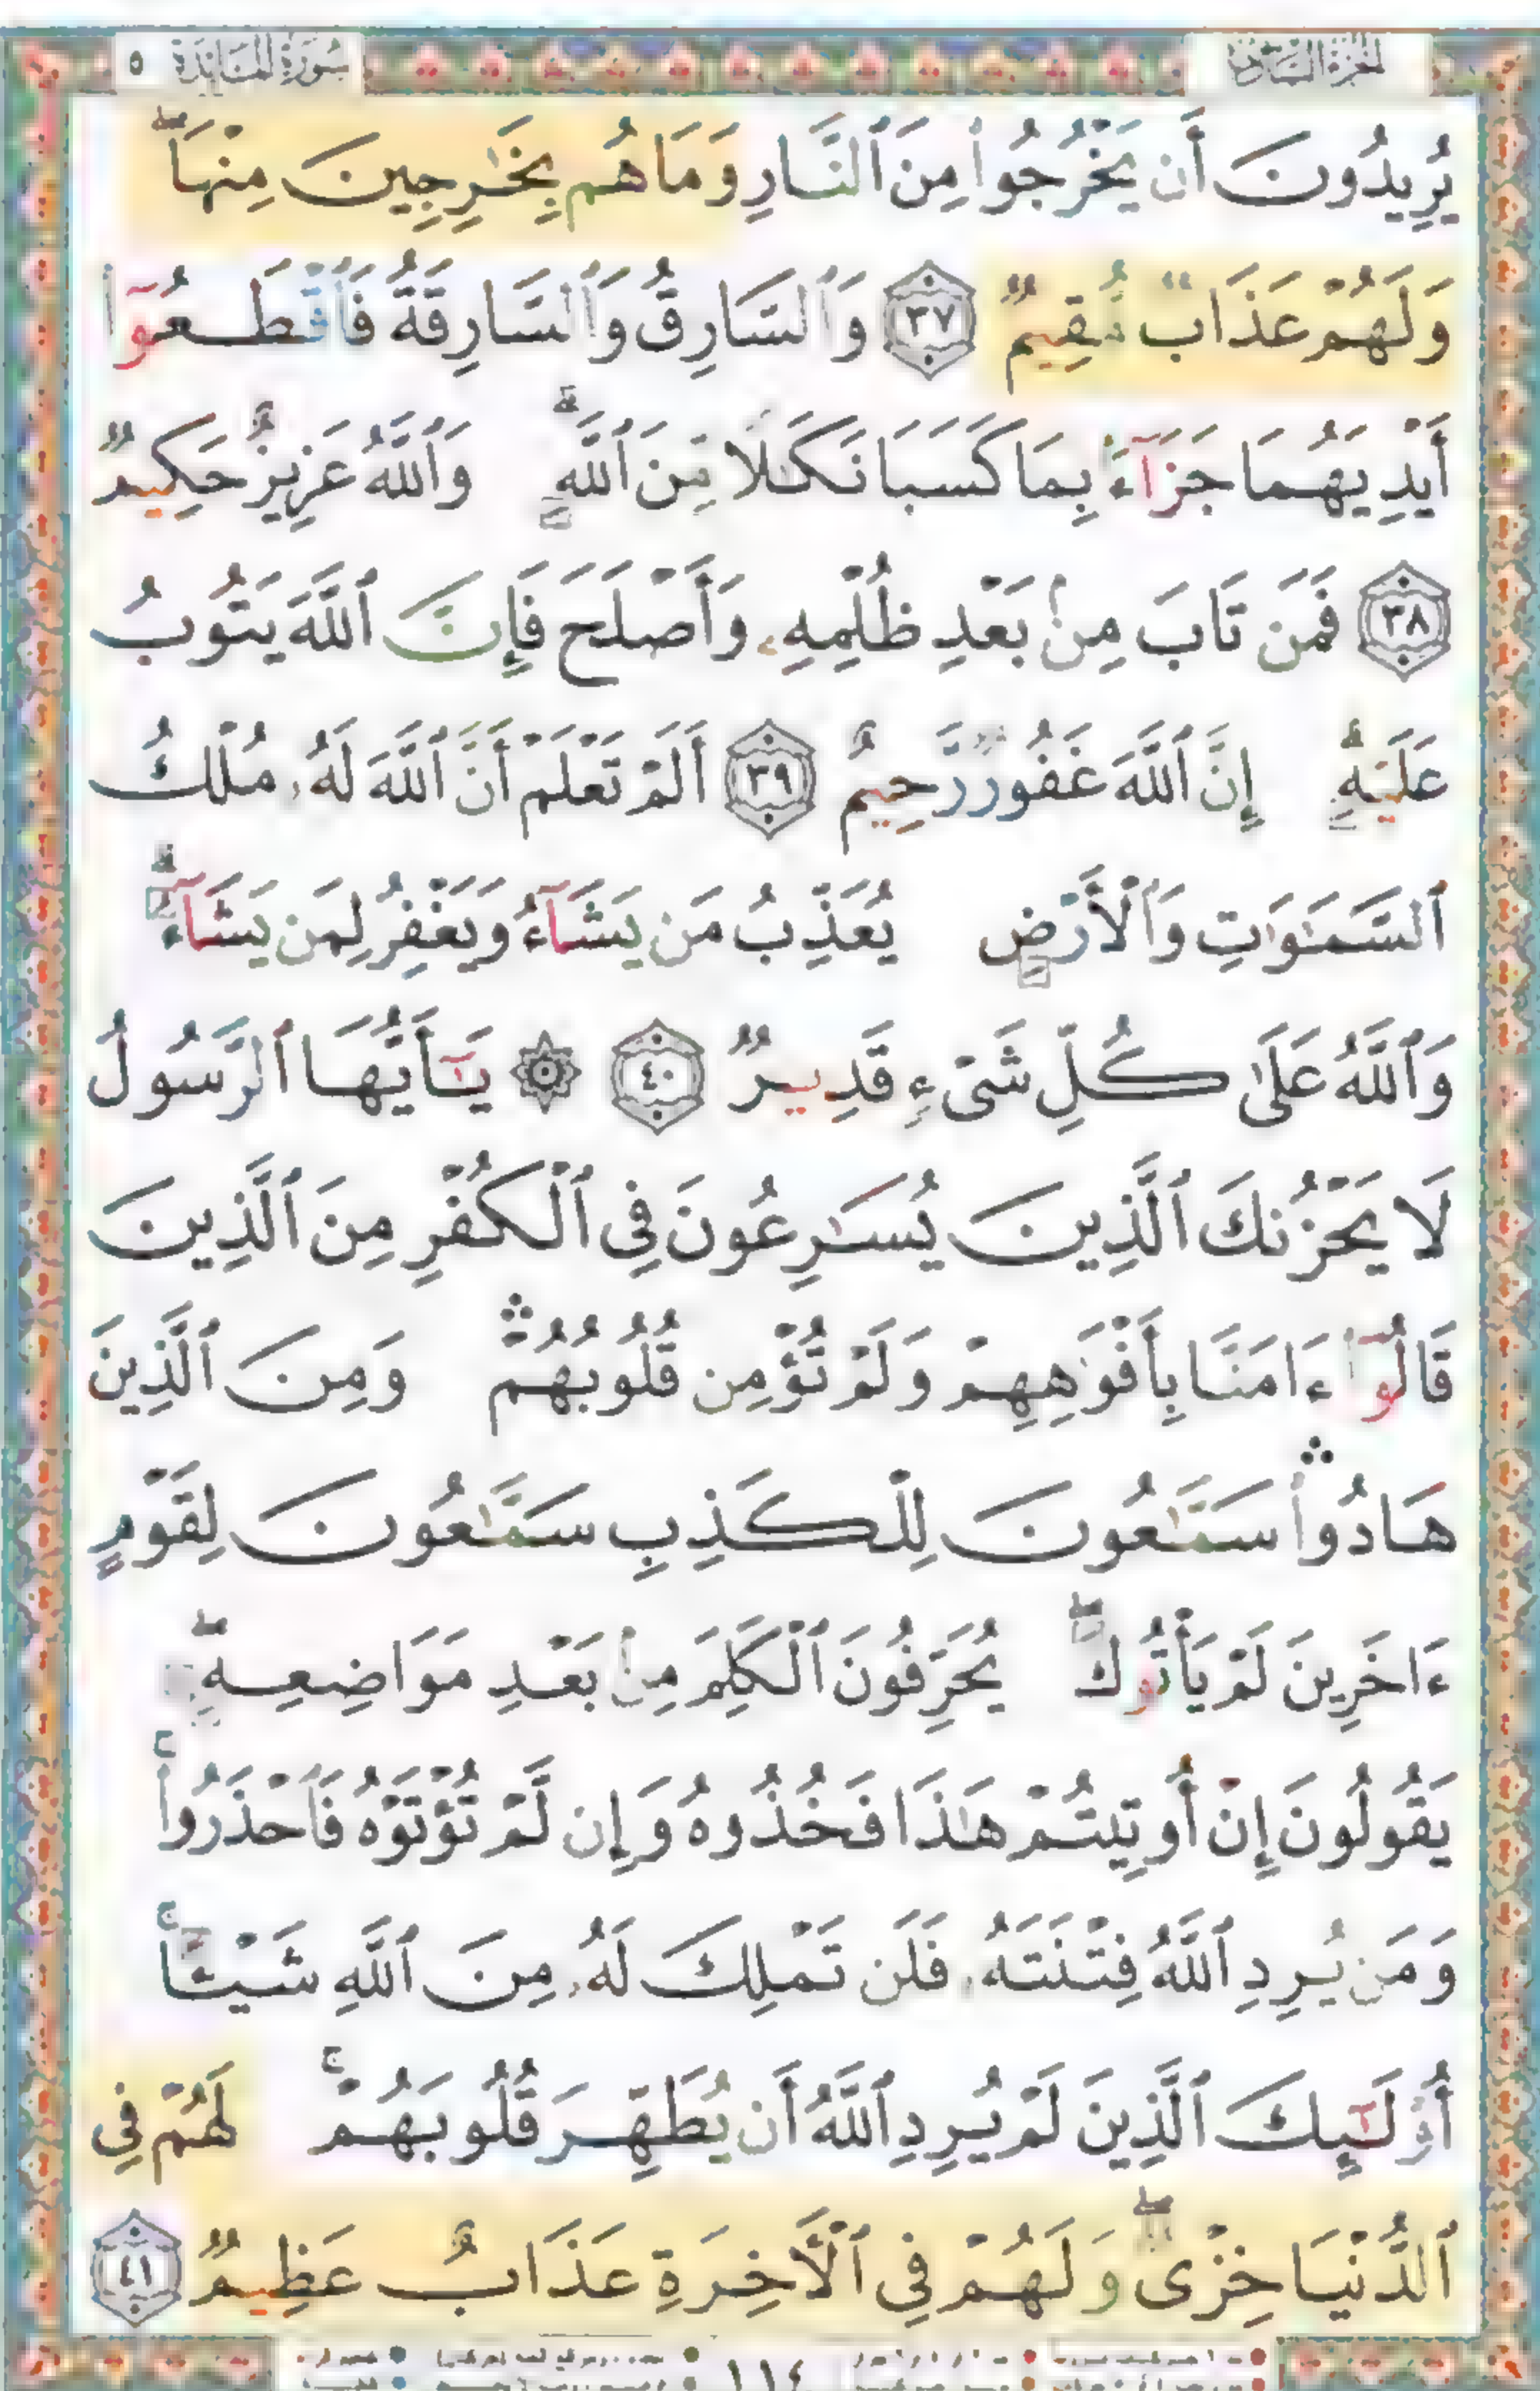 الجزء السادس سورة المائدة ٥
يُرِيدُونَ أَن يَخْرُجُوا۟ مِنَ ٱلنَّارِ وَمَا هُم بِخَـٰرِجِينَ مِنْهَا ۖ
وَلَهُمْ عَذَابٌ مُّقِيمٌ ٣٧ وَٱلسَّارِقُ وَٱلسَّارِقَةُ فَٱقْطَعُوٓا۟
أَيْدِيَهُمَا جَزَآءَۢ بِمَا كَسَبَا نَكَـٰلًا مِّنَ ٱللَّهِ ۗ وَٱللَّهُ عَزِيزٌ حَكِيمٌ
٣٨ فَمَن تَابَ مِنۢ بَعْدِ ظُلْمِهِۦ وَأَصْلَحَ فَإِنَّ ٱللَّهَ يَتُوبُ
عَلَيْهِ ۗ إِنَّ ٱللَّهَ غَفُورٌ رَّحِيمٌ ٣٩ أَلَمْ تَعْلَمْ أَنَّ ٱللَّهَ لَهُۥ مُلْكُ
ٱلسَّمَـٰوَٰتِ وَٱلْأَرْضِ يُعَذِّبُ مَن يَشَآءُ وَيَغْفِرُ لِمَن يَشَآءُ ۗ
وَٱللَّهُ عَلَىٰ كُلِّ شَىْءٍ قَدِيرٌ ٤٠ ۞ يَـٰٓأَيُّهَا ٱلرَّسُولُ
لَا يَحْزُنكَ ٱلَّذِينَ يُسَـٰرِعُونَ فِى ٱلْكُفْرِ مِنَ ٱلَّذِينَ
قَالُوٓا۟ ءَامَنَّا بِأَفْوَٰهِهِمْ وَلَمْ تُؤْمِن قُلُوبُهُمْ ۛ وَمِنَ ٱلَّذِينَ
هَادُوا۟ ۛ سَمَّـٰعُونَ لِلْكَذِبِ سَمَّـٰعُونَ لِقَوْمٍ
ءَاخَرِينَ لَمْ يَأْتُوكَ ۖ يُحَرِّفُونَ ٱلْكَلِمَ مِنۢ بَعْدِ مَوَاضِعِهِۦ ۖ
يَقُولُونَ إِنْ أُوتِيتُمْ هَـٰذَا فَخُذُوهُ وَإِن لَّمْ تُؤْتَوْهُ فَٱحْذَرُوا۟ ۚ
وَمَن يُرِدِ ٱللَّهُ فِتْنَتَهُۥ فَلَن تَمْلِكَ لَهُۥ مِنَ ٱللَّهِ شَيْـًٔا ۚ
أُو۟لَـٰٓئِكَ ٱلَّذِينَ لَمْ يُرِدِ ٱللَّهُ أَن يُطَهِّرَ قُلُوبَهُمْ ۚ لَهُمْ فِى
ٱلدُّنْيَا خِزْىٌ ۖ وَلَهُمْ فِى ٱلْـَٔاخِرَةِ عَذَابٌ عَظِيمٌ ٤١
١١٤